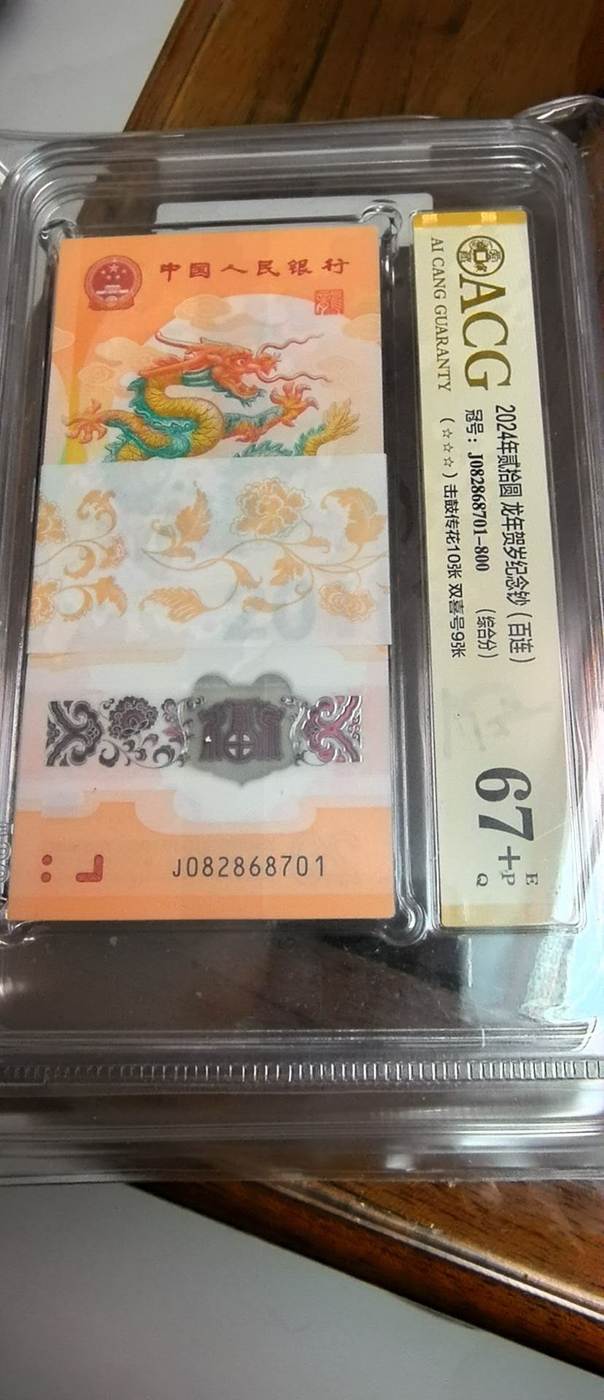 中国人民银行
J082868701
ACG
AI CANG GUARANTY
2024年贰拾圆 龙年贺岁纪念钞（百连）
冠号：J082868701-800 （综合分）
（☆☆☆）击鼓传花10张 双喜号9张
67+
E
P
Q